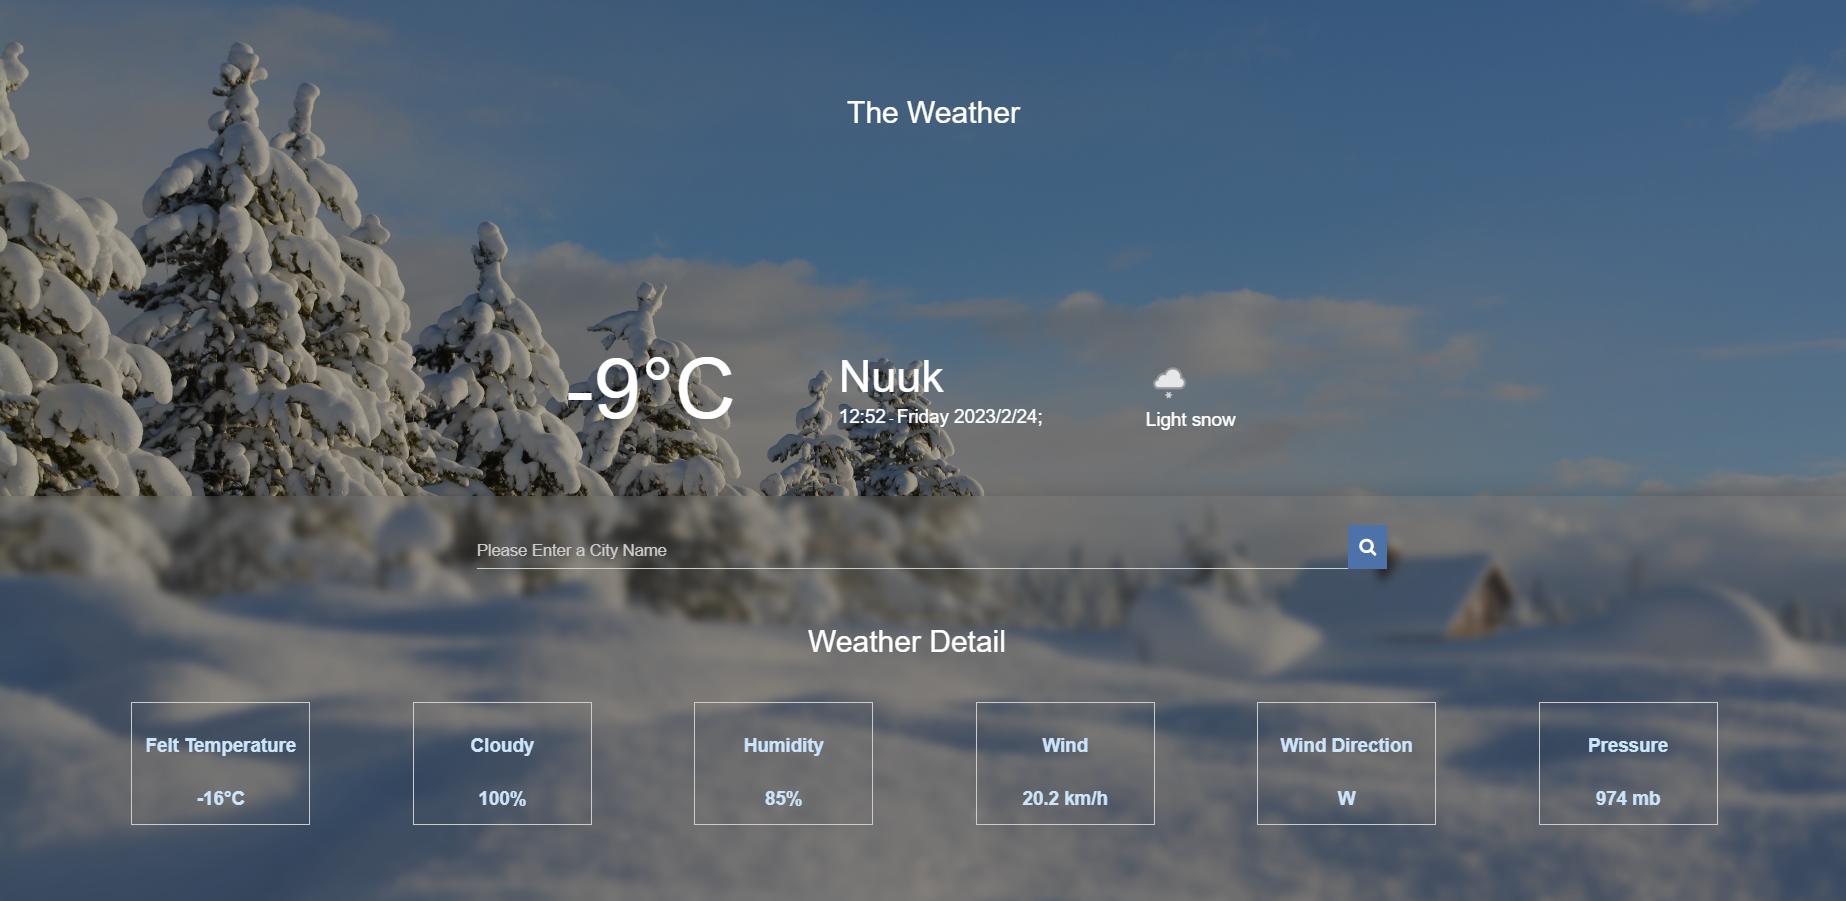 The Weather
-9°C
Nuuk
12:52 - Friday 2023/2/24;
Light snow
Please Enter a City Name
Weather Detail
Felt Temperature
-16°C
Cloudy
100%
Humidity
85%
Wind
20.2 km/h
Wind Direction
W
Pressure
974 mb